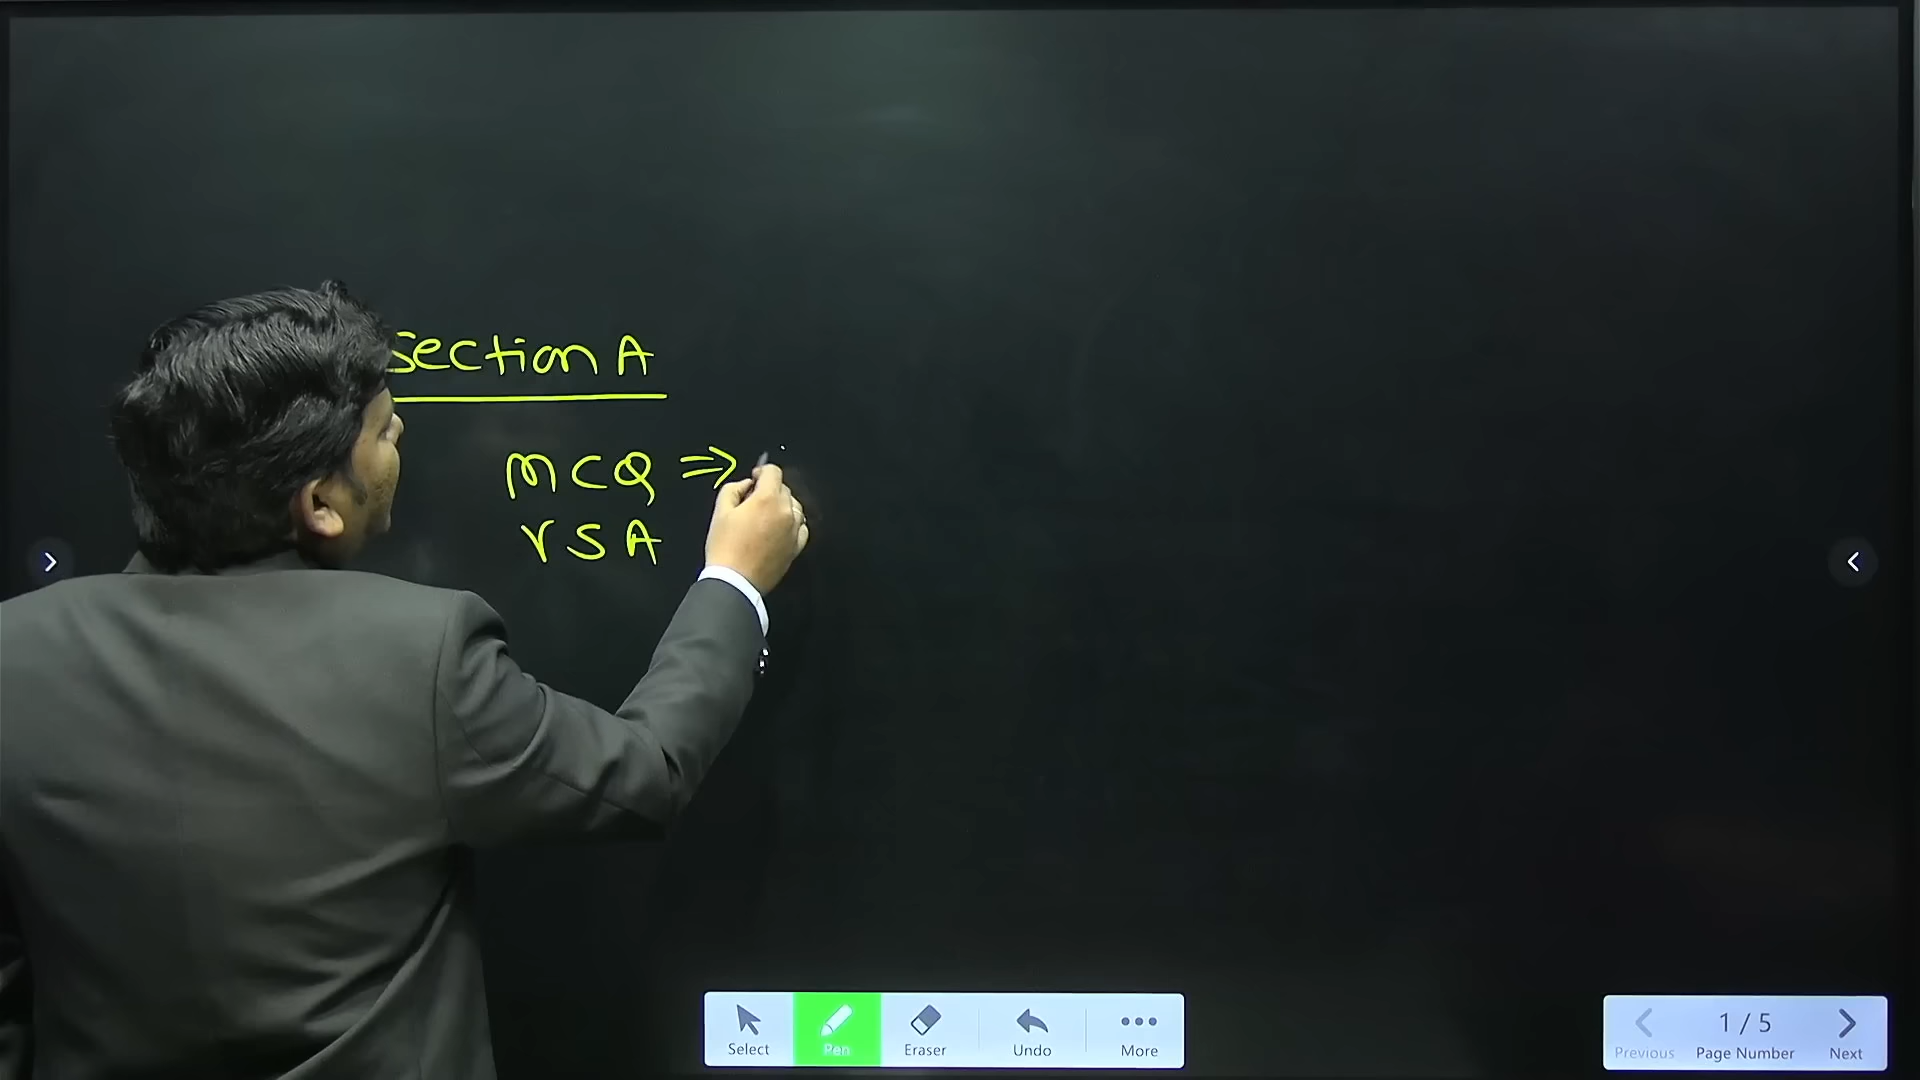 Section A
MCQ ⇒
VSA
Select Pen Eraser Undo More
Previous 1 / 5 Page Number Next